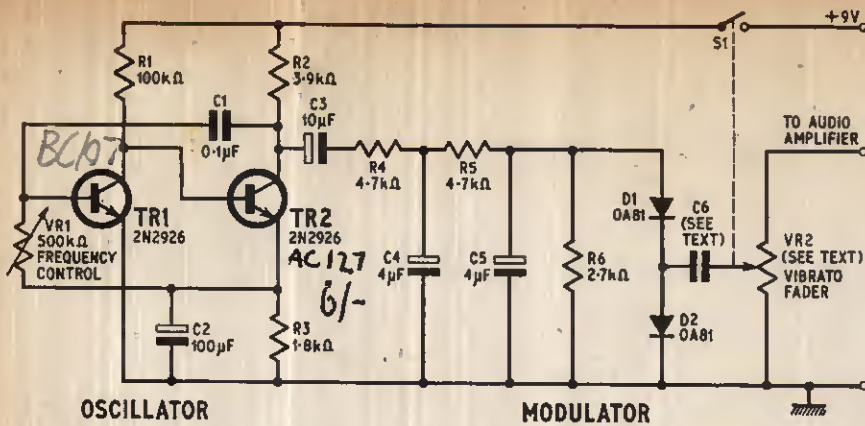 +9V
S1
R1
100kΩ
R2
3·9kΩ
C1
0·1μF
C3
10μF
TO AUDIO
AMPLIFIER
BC107
R4
4·7kΩ
R5
4·7kΩ
D1
OA81
C6
(SEE
TEXT)
TR1
2N2926
TR2
2N2926
AC127
6/-
VR1
500kΩ
FREQUENCY
CONTROL
C4
4μF
C5
4μF
R6
2·7kΩ
VR2
(SEE TEXT)
VIBRATO
FADER
C2
100μF
R3
1·8kΩ
D2
OA81
OSCILLATOR
MODULATOR